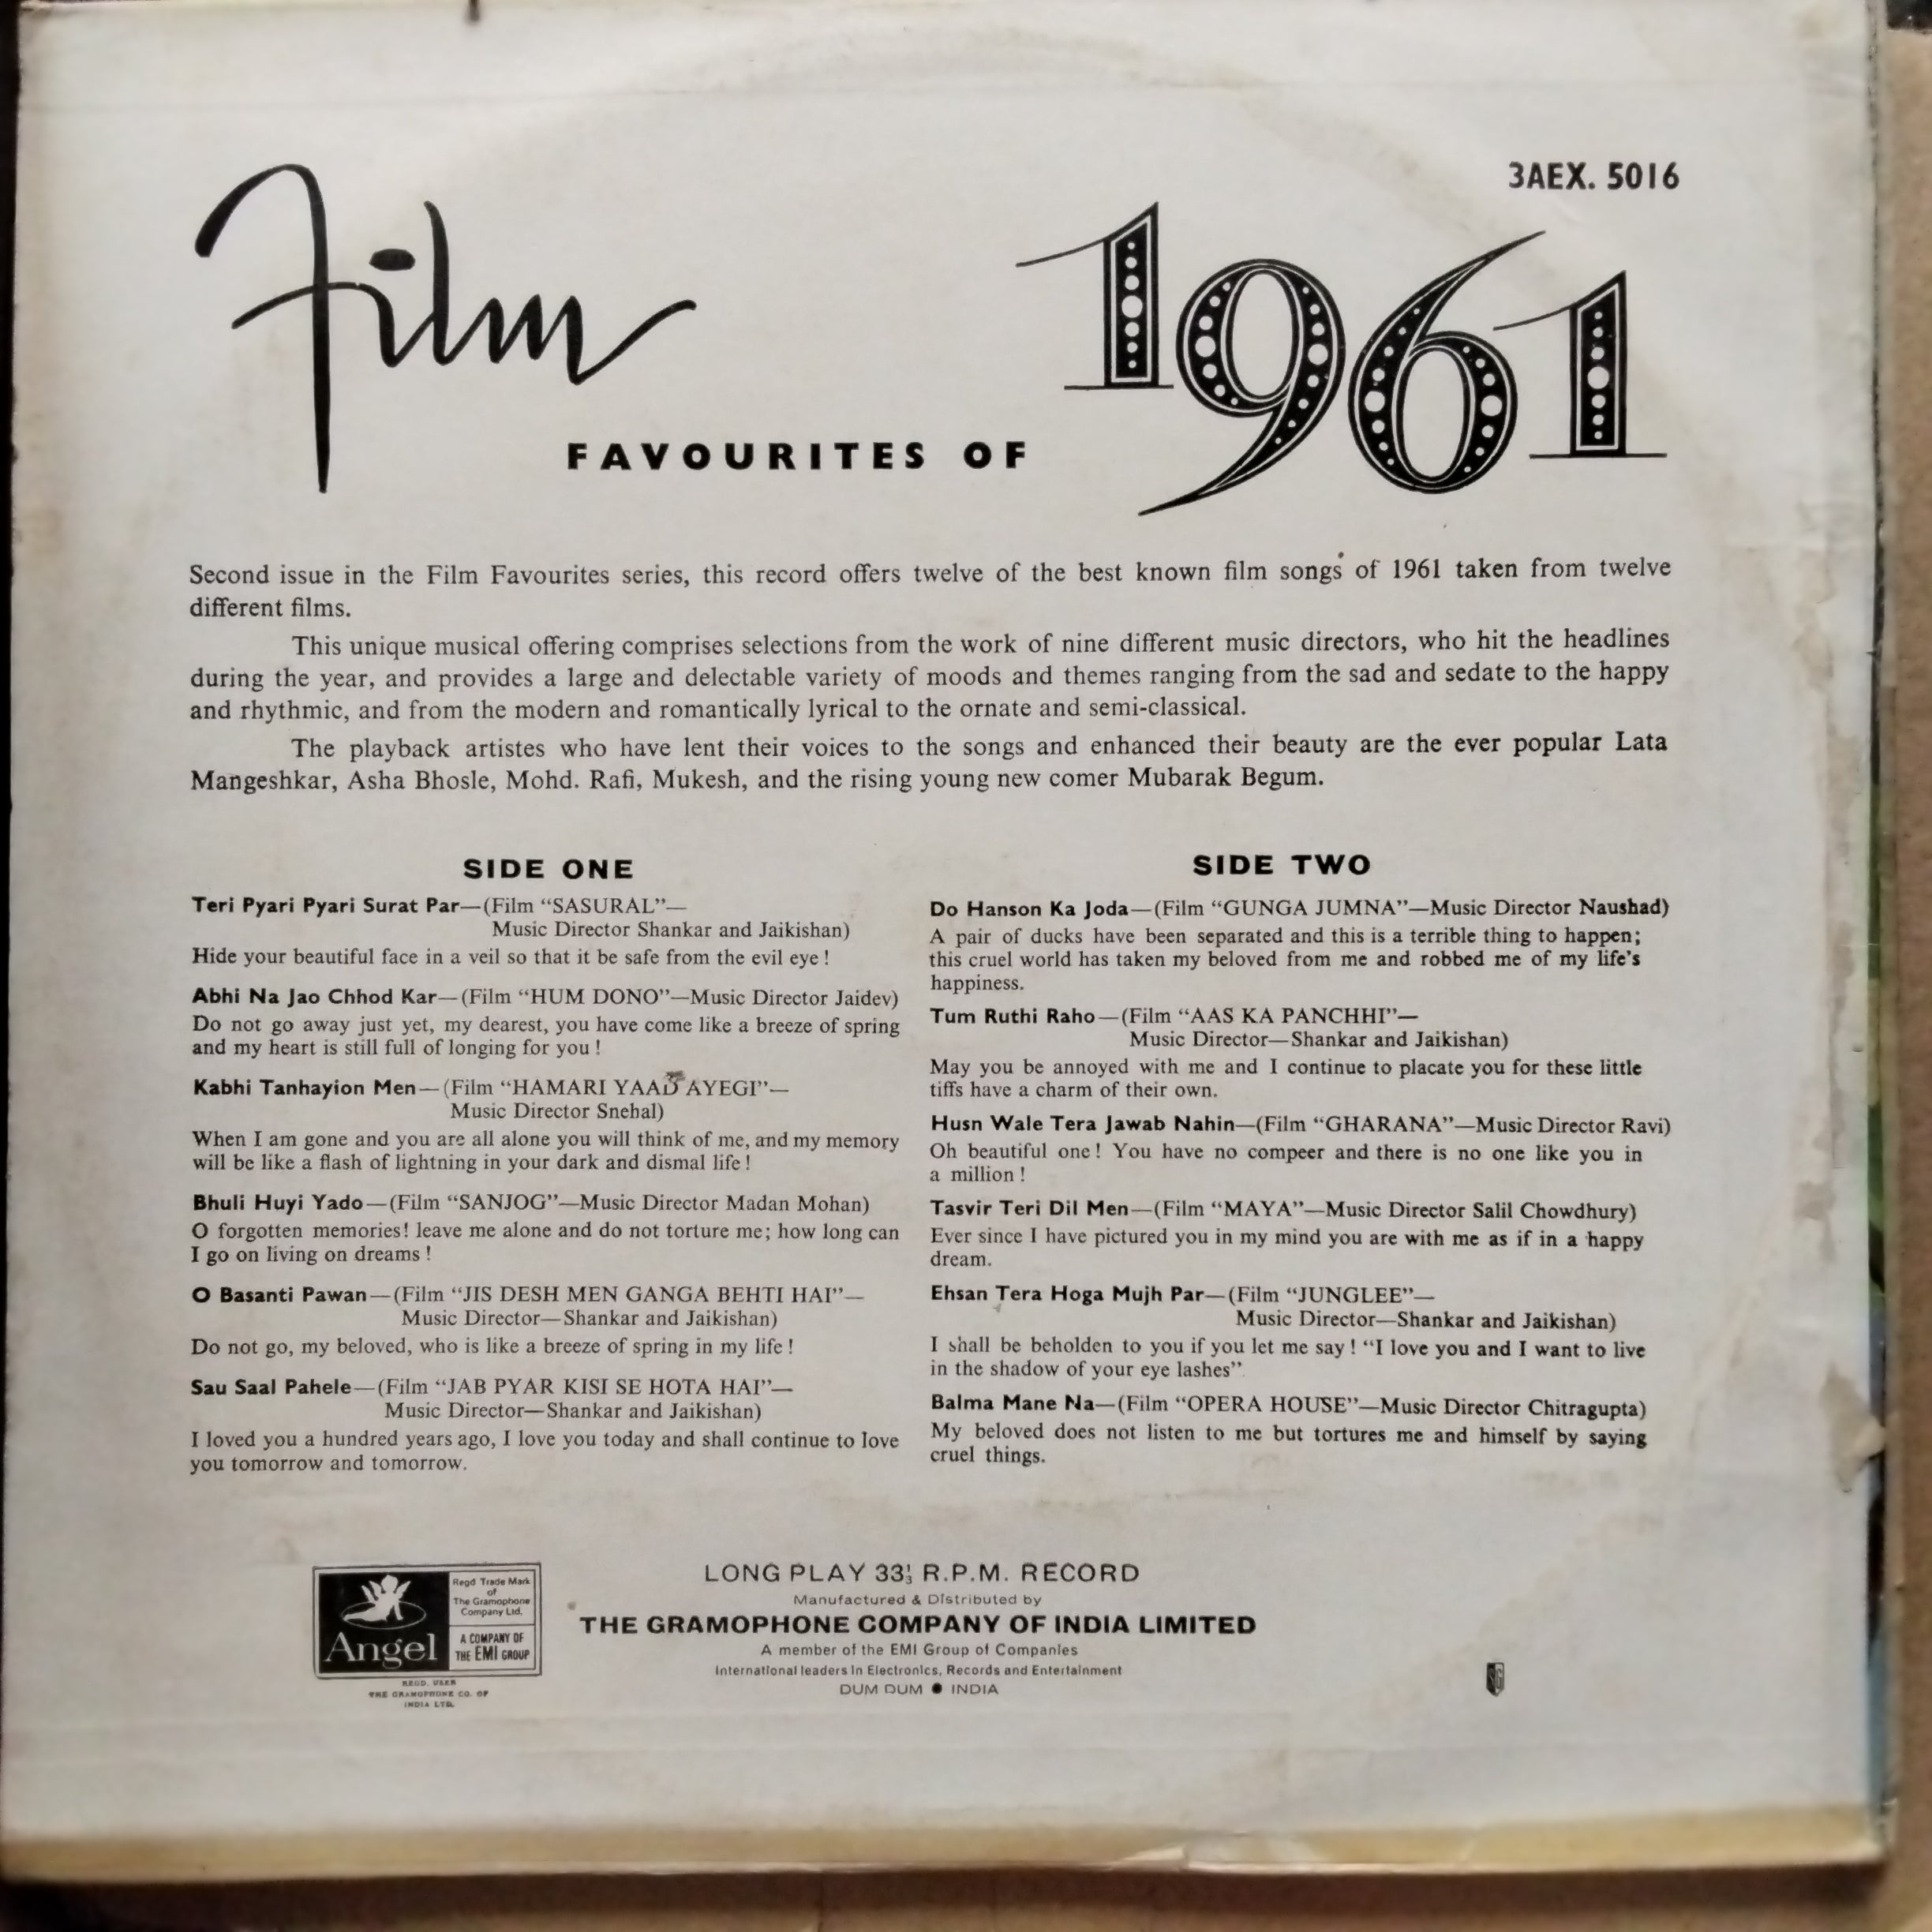 3AEX. 5016
Film
1961
FAVOURITES OF
Second issue in the Film Favourites series, this record offers twelve of the best known film songs of 1961 taken from twelve
different films.
This unique musical offering comprises selections from the work of nine different music directors, who hit the headlines
during the year, and provides a large and delectable variety of moods and themes ranging from the sad and sedate to the happy
and rhythmic, and from the modern and romantically lyrical to the ornate and semi-classical.
The playback artistes who have lent their voices to the songs and enhanced their beauty are the ever popular Lata
Mangeshkar, Asha Bhosle, Mohd. Rafi, Mukesh, and the rising young new comer Mubarak Begum.
SIDE ONE
Teri Pyari Pyari Surat Par—(Film “SASURAL”—
Music Director Shankar and Jaikishan)
Hide your beautiful face in a veil so that it be safe from the evil eye !
Abhi Na Jao Chhod Kar—(Film “HUM DONO”—Music Director Jaidev)
Do not go away just yet, my dearest, you have come like a breeze of spring
and my heart is still full of longing for you !
Kabhi Tanhayion Men—(Film “HAMARI YAAD AYEGI”—
Music Director Snehal)
When I am gone and you are all alone you will think of me, and my memory
will be like a flash of lightning in your dark and dismal life !
Bhuli Huyi Yado—(Film “SANJOG”—Music Director Madan Mohan)
O forgotten memories! leave me alone and do not torture me; how long can
I go on living on dreams !
O Basanti Pawan—(Film “JIS DESH MEN GANGA BEHTI HAI”—
Music Director—Shankar and Jaikishan)
Do not go, my beloved, who is like a breeze of spring in my life !
Sau Saal Pahele—(Film “JAB PYAR KISI SE HOTA HAI”—
Music Director—Shankar and Jaikishan)
I loved you a hundred years ago, I love you today and shall continue to love
you tomorrow and tomorrow.
SIDE TWO
Do Hanson Ka Joda—(Film “GUNGA JUMNA”—Music Director Naushad)
A pair of ducks have been separated and this is a terrible thing to happen;
this cruel world has taken my beloved from me and robbed me of my life's
happiness.
Tum Ruthi Raho—(Film “AAS KA PANCHHI”—
Music Director—Shankar and Jaikishan)
May you be annoyed with me and I continue to placate you for these little
tiffs have a charm of their own.
Husn Wale Tera Jawab Nahin—(Film “GHARANA”—Music Director Ravi)
Oh beautiful one! You have no compeer and there is no one like you in
a million !
Tasvir Teri Dil Men—(Film “MAYA”—Music Director Salil Chowdhury)
Ever since I have pictured you in my mind you are with me as if in a happy
dream.
Ehsan Tera Hoga Mujh Par—(Film “JUNGLEE”—
Music Director—Shankar and Jaikishan)
I shall be beholden to you if you let me say ! “I love you and I want to live
in the shadow of your eye lashes”
Balma Mane Na—(Film “OPERA HOUSE”—Music Director Chitragupta)
My beloved does not listen to me but tortures me and himself by saying
cruel things.
Angel
Regd Trade Mark
of
The Gramophone
Company Ltd.
A COMPANY OF
THE EMI GROUP
REGD. USER
THE GRAMOPHONE CO. OF
INDIA LTD.
LONG PLAY 33⅓ R.P.M. RECORD
Manufactured & Distributed by
THE GRAMOPHONE COMPANY OF INDIA LIMITED
A member of the EMI Group of Companies
International leaders in Electronics, Records and Entertainment
DUM DUM ● INDIA